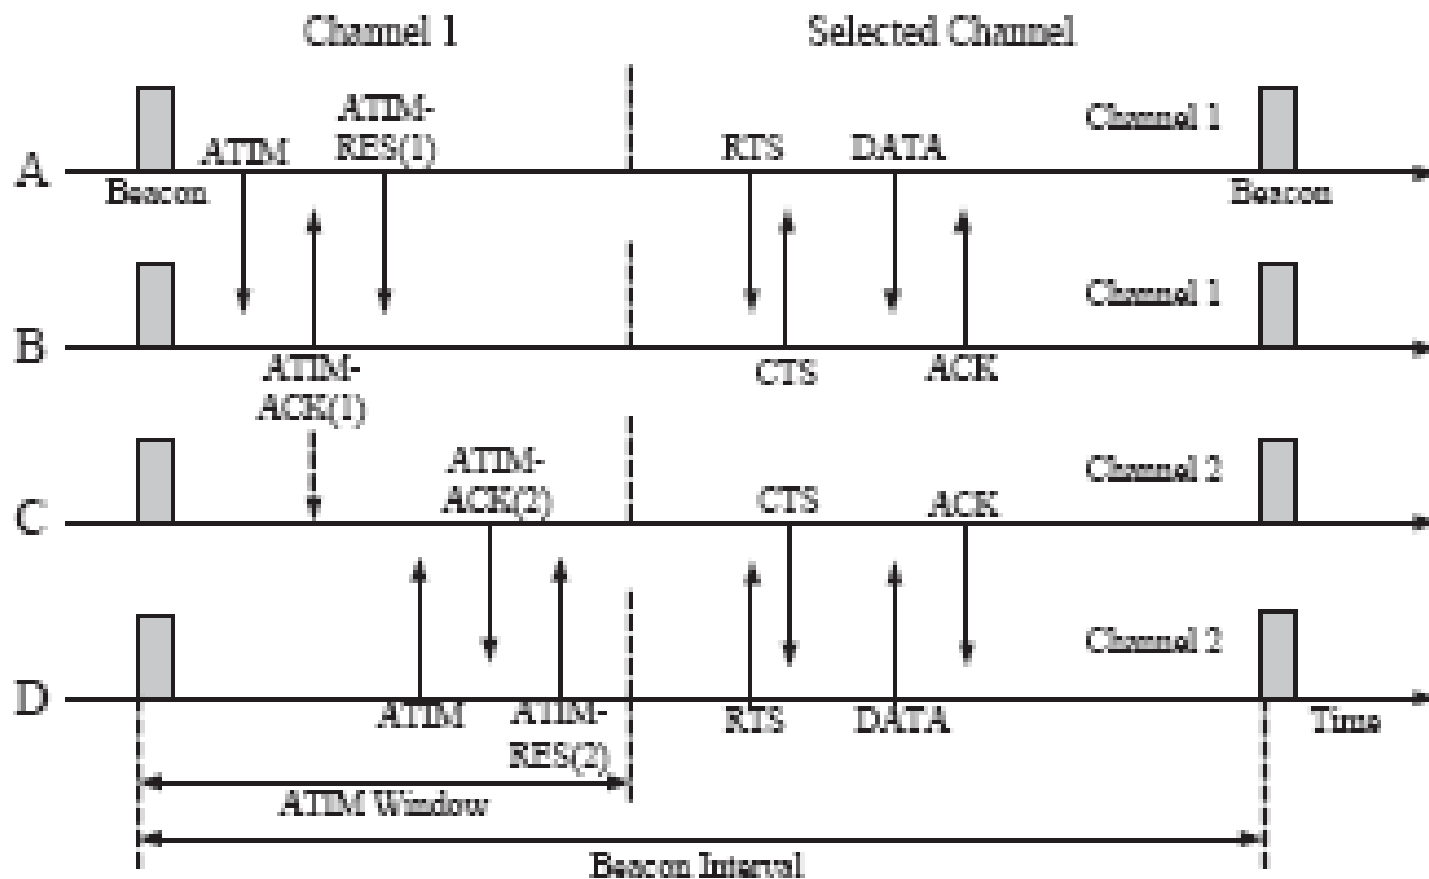 Channel 1
Selected Channel
ATIM-
RES(1)
ATIM
RTS
DATA
Channel 1
A
Beacon
Beacon
Channel 1
B
ATIM-
ACK(1)
CTS
ACK
ATIM-
ACK(2)
CTS
ACK
Channel 2
C
Channel 2
D
ATIM
ATIM-
RES(2)
RTS
DATA
Time
ATIM Window
Beacon Interval